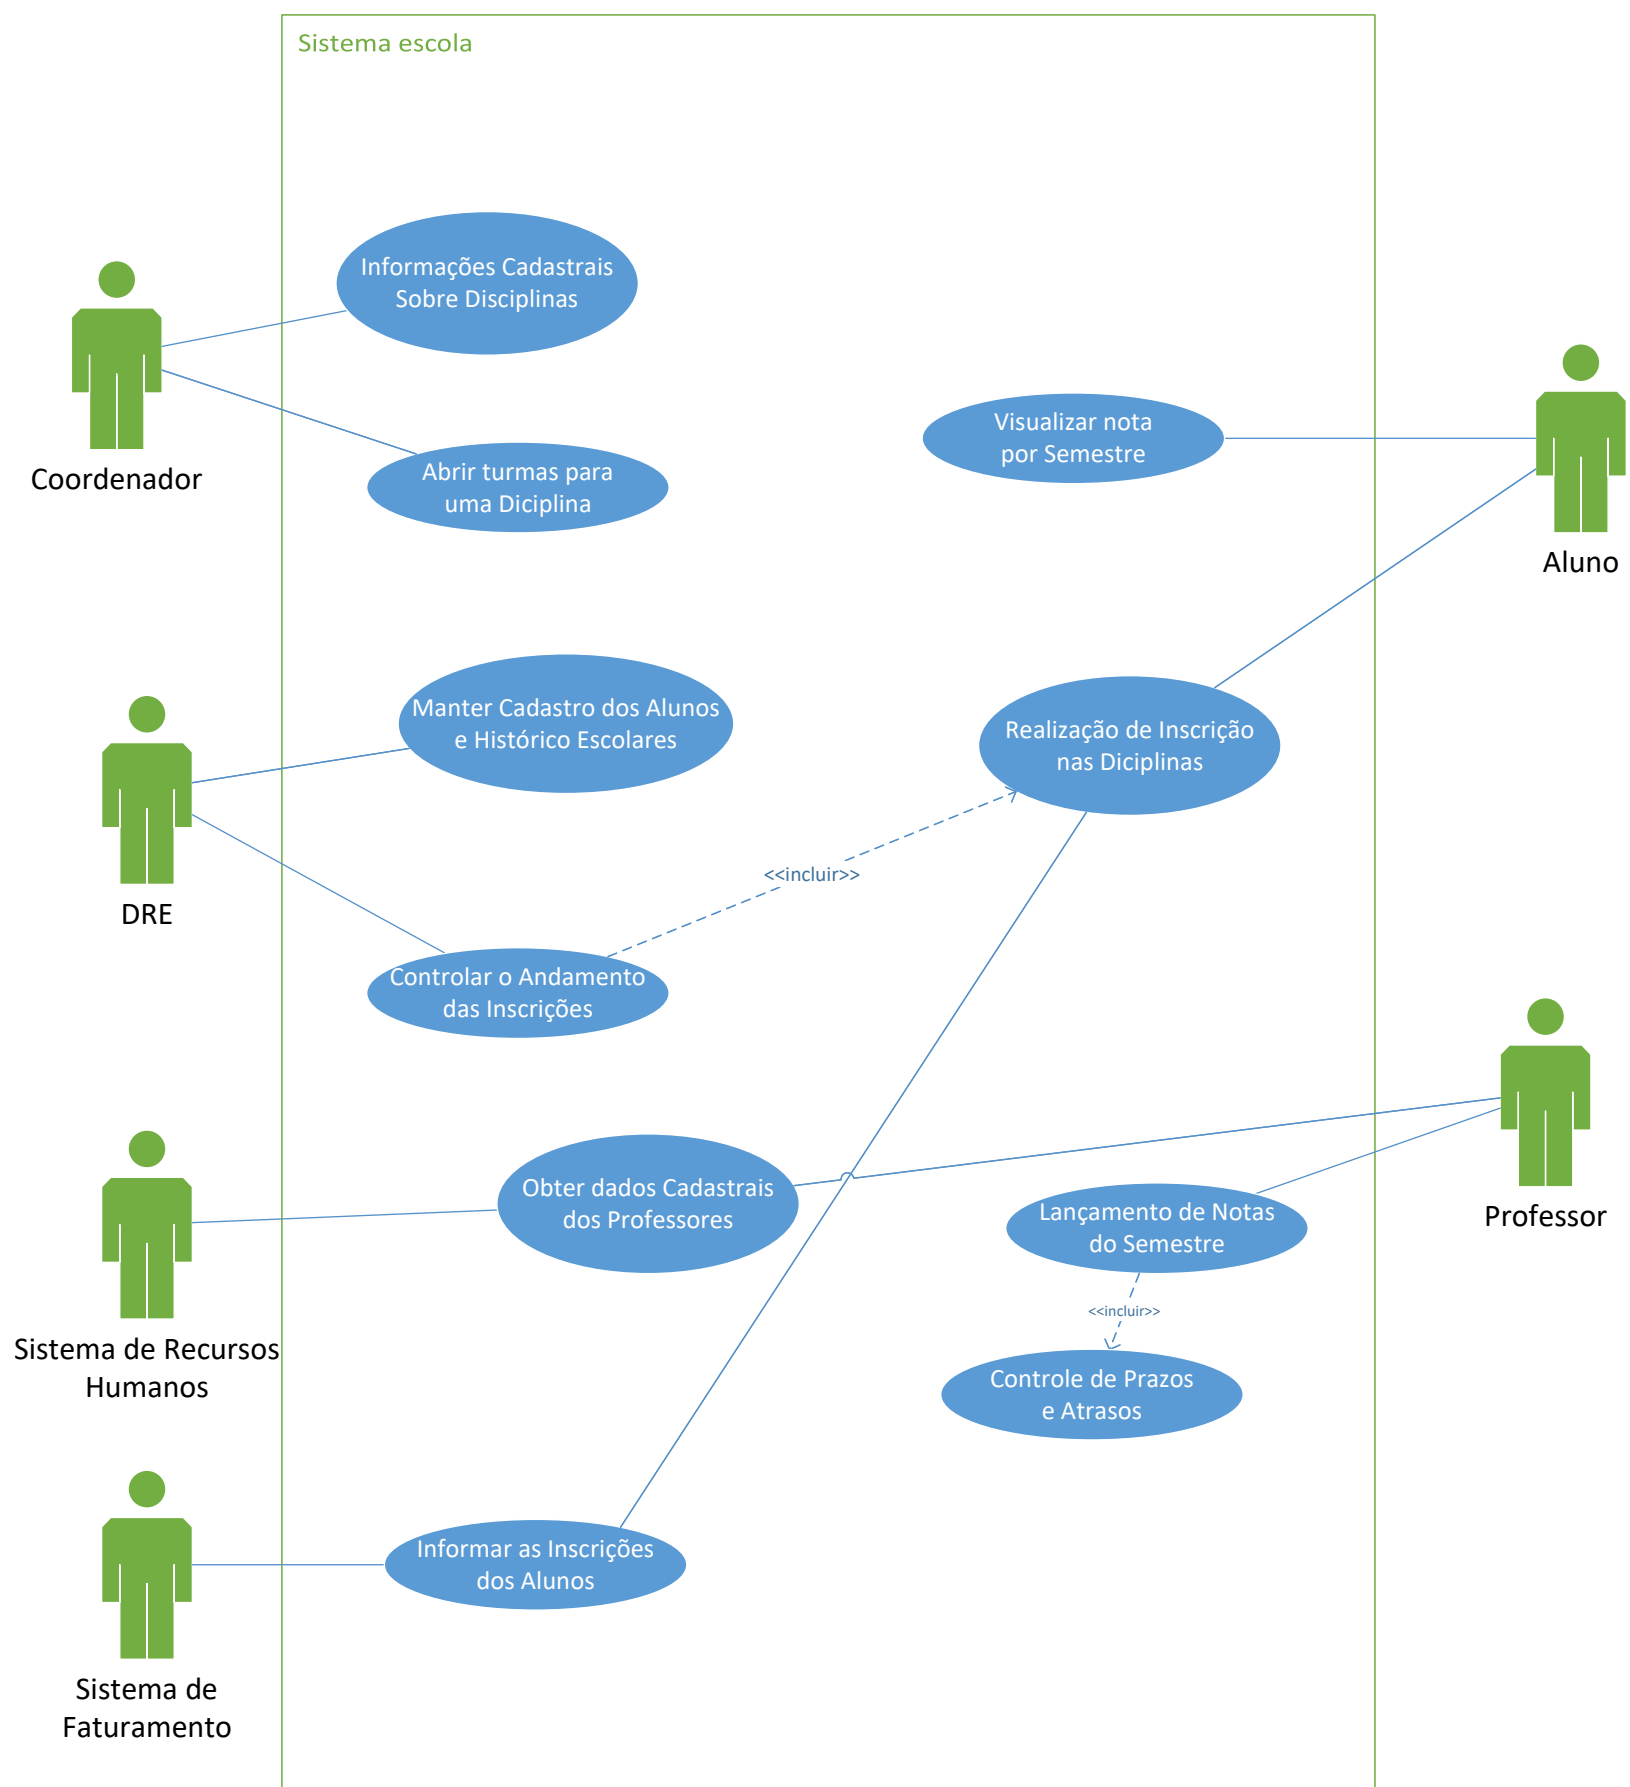 Sistema escola
Informações Cadastrais
Sobre Disciplinas
Coordenador
Abrir turmas para
uma Diciplina
Visualizar nota
por Semestre
Aluno
Manter Cadastro dos Alunos
e Histórico Escolares
Realização de Inscrição
nas Diciplinas
DRE
<<incluir>>
Controlar o Andamento
das Inscrições
Obter dados Cadastrais
dos Professores
Lançamento de Notas
do Semestre
Professor
<<incluir>>
Sistema de Recursos
Humanos
Controle de Prazos
e Atrasos
Informar as Inscrições
dos Alunos
Sistema de
Faturamento